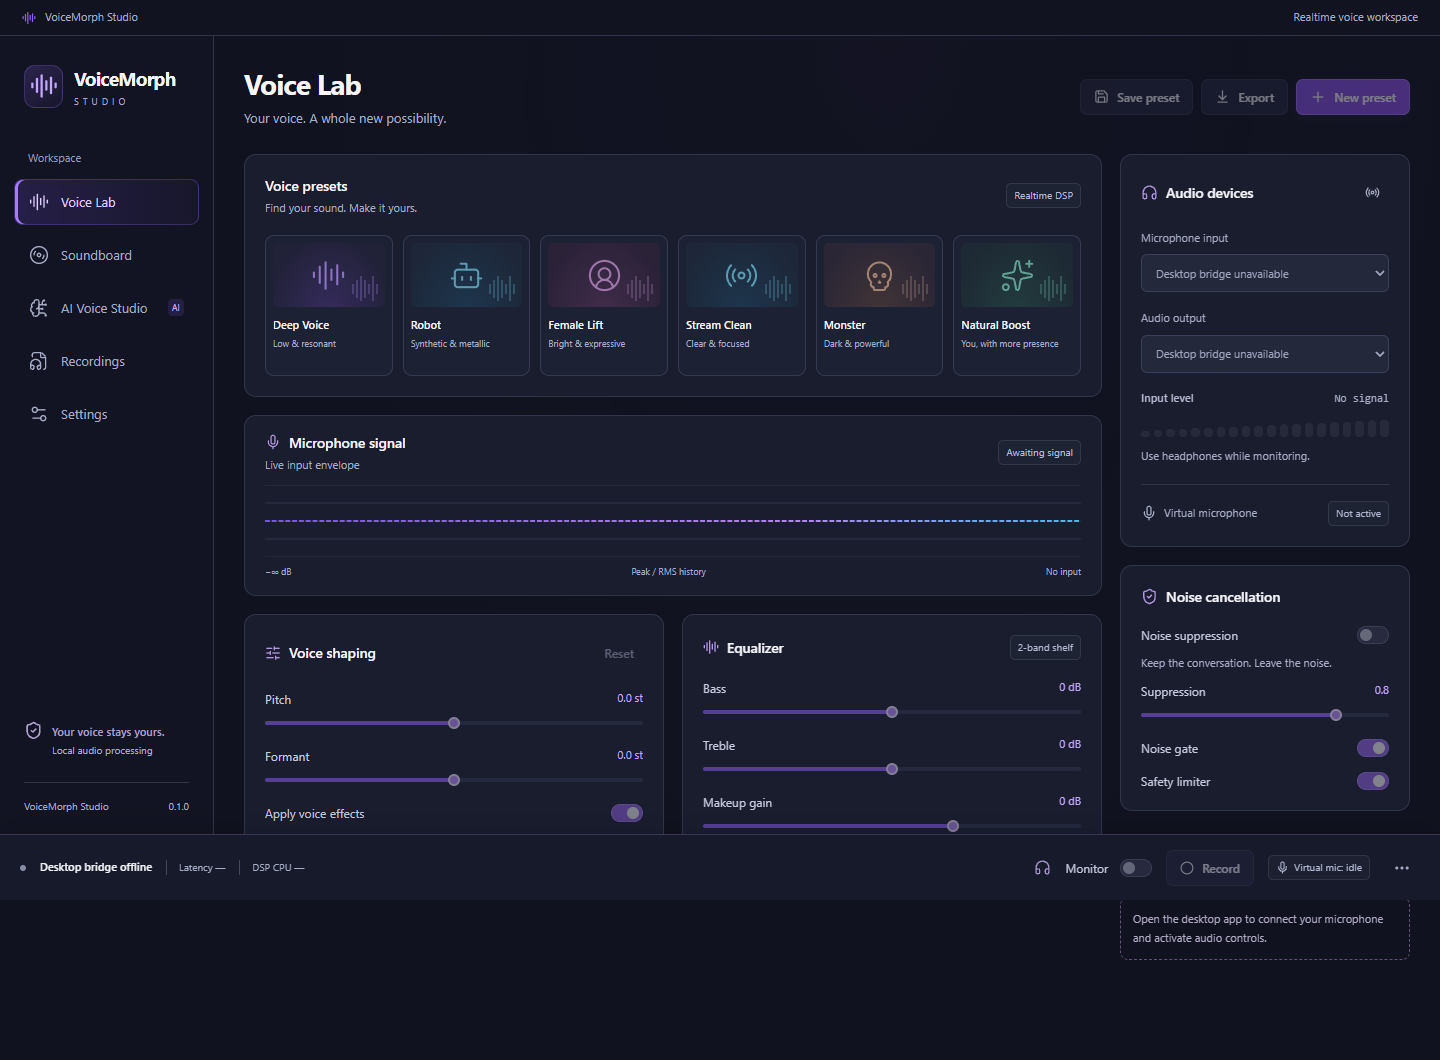 VoiceMorph Studio
Realtime voice workspace
VoiceMorph
STUDIO
Workspace
Voice Lab
Soundboard
AI Voice Studio
AI
Recordings
Settings
Your voice stays yours.
Local audio processing
VoiceMorph Studio
0.1.0
Voice Lab
Your voice. A whole new possibility.
Save preset
Export
New preset
Voice presets
Find your sound. Make it yours.
Realtime DSP
Deep Voice
Low & resonant
Robot
Synthetic & metallic
Female Lift
Bright & expressive
Stream Clean
Clear & focused
Monster
Dark & powerful
Natural Boost
You, with more presence
Microphone signal
Live input envelope
Awaiting signal
−∞ dB
Peak / RMS history
No input
Voice shaping
Reset
Pitch
0.0 st
Formant
0.0 st
Apply voice effects
Equalizer
2-band shelf
Bass
0 dB
Treble
0 dB
Makeup gain
0 dB
Audio devices
Microphone input
Desktop bridge unavailable
Audio output
Desktop bridge unavailable
Input level
No signal
Use headphones while monitoring.
Virtual microphone
Not active
Noise cancellation
Noise suppression
Keep the conversation. Leave the noise.
Suppression
0.8
Noise gate
Safety limiter
Desktop bridge offline
Latency —
DSP CPU —
Monitor
Record
Virtual mic: idle
Open the desktop app to connect your microphone
and activate audio controls.